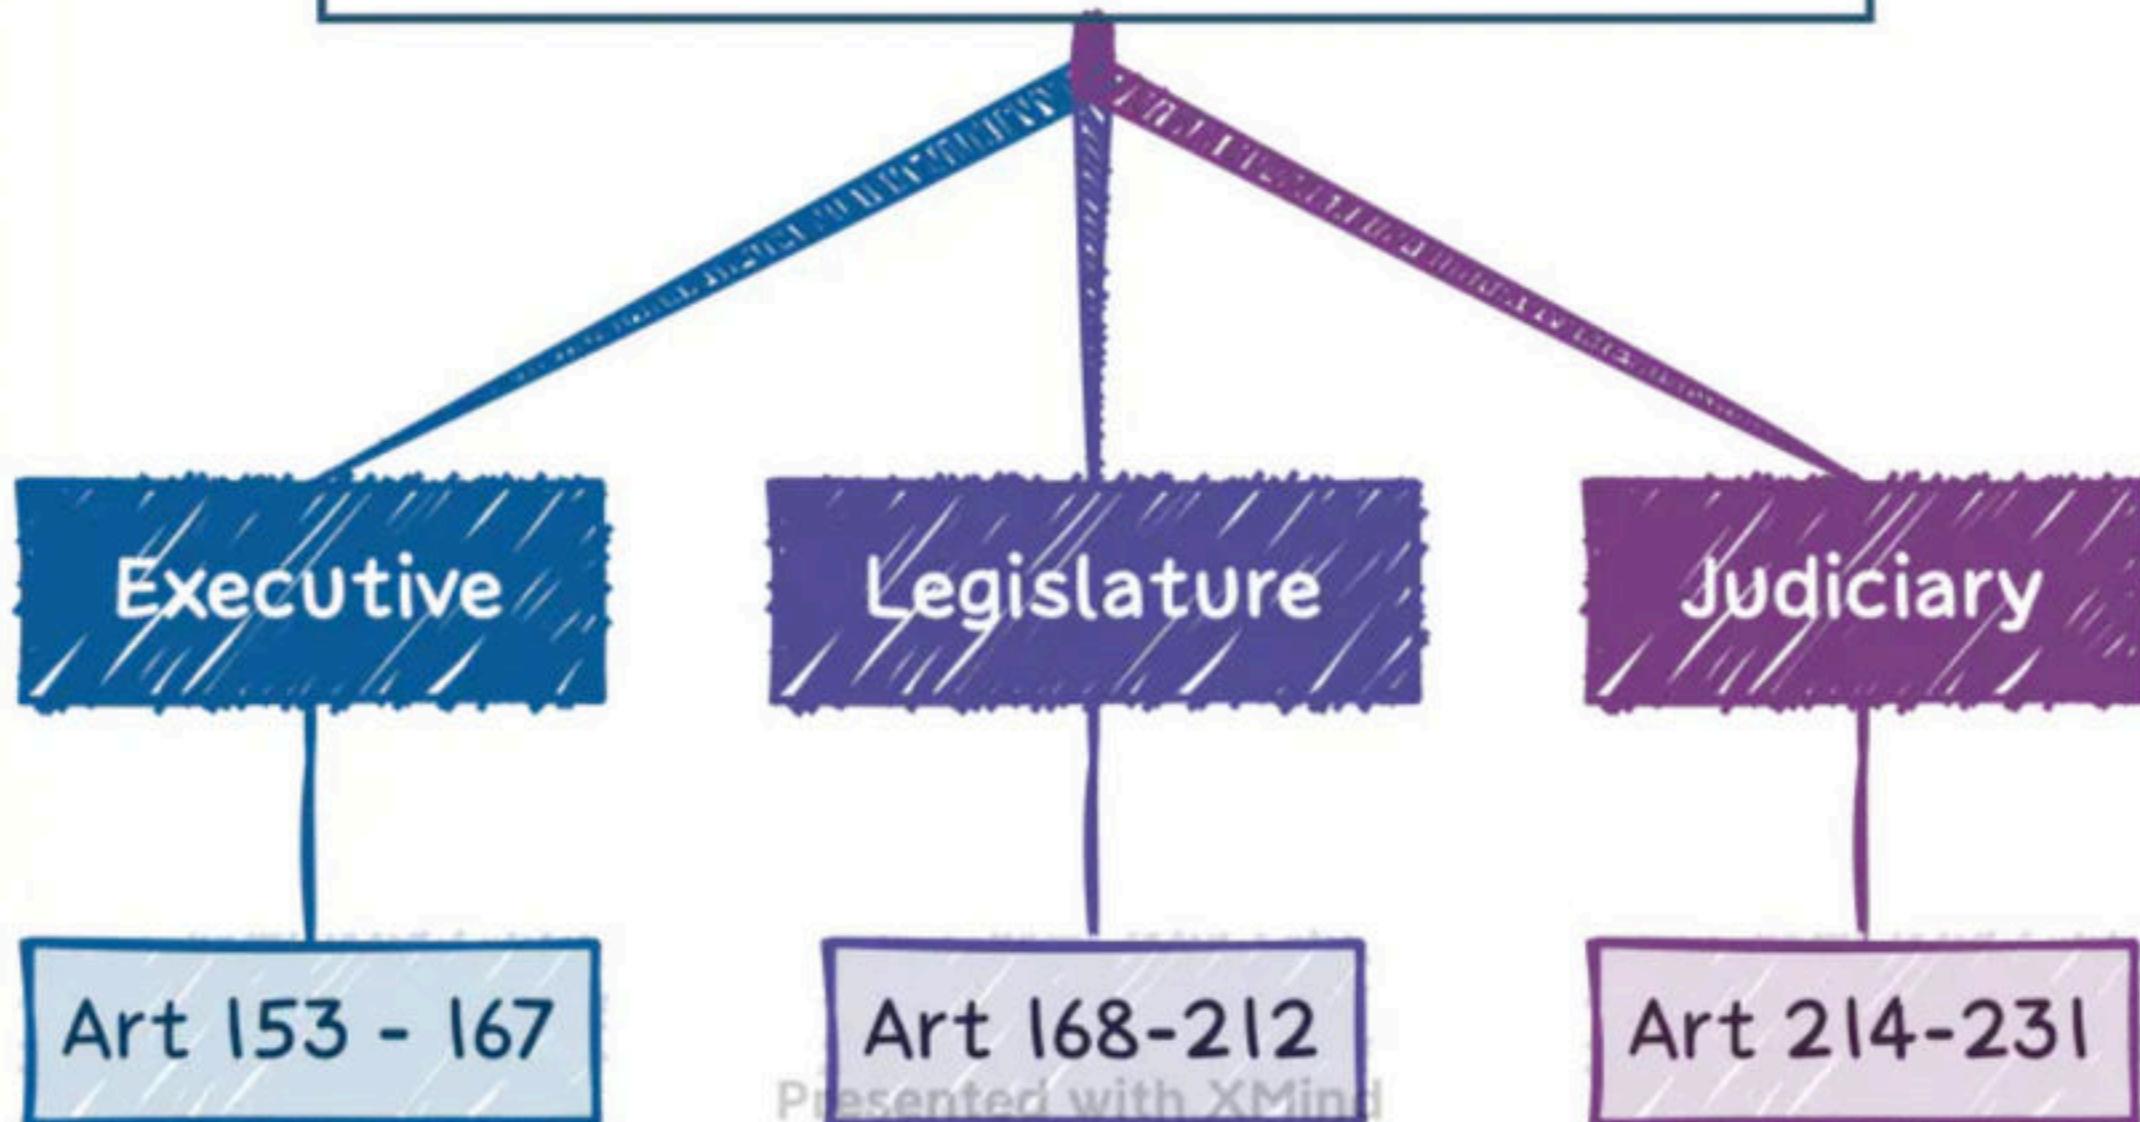 Executive
Legislature
Judiciary
Art 153 - 167
Art 168-212
Art 214-231
Presented with XMind